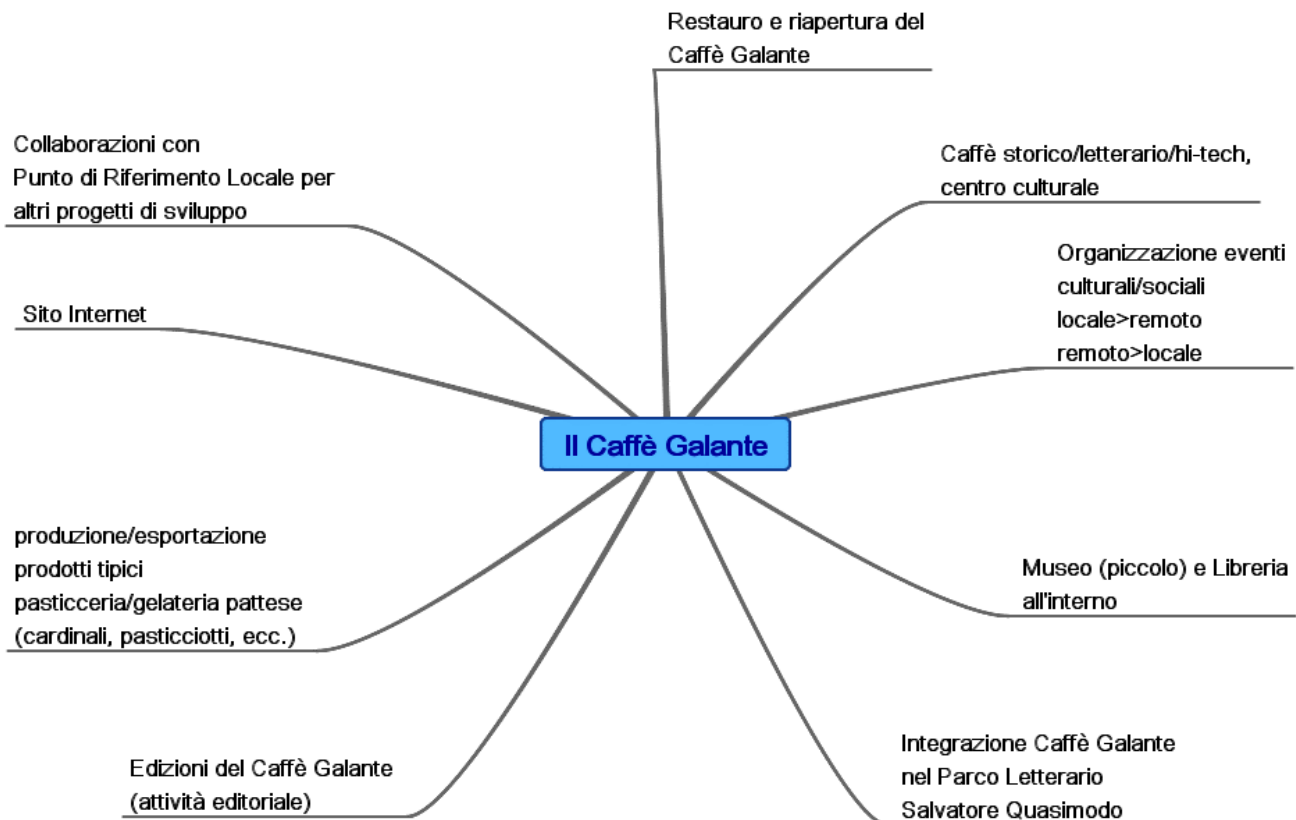 Restauro e riapertura del
Caffè Galante
Collaborazioni con
Punto di Riferimento Locale per
altri progetti di sviluppo
Caffè storico/letterario/hi-tech,
centro culturale
Organizzazione eventi
culturali/sociali
locale>remoto
remoto>locale
Sito Internet
Il Caffè Galante
produzione/esportazione
prodotti tipici
pasticceria/gelateria pattese
(cardinali, pasticciotti, ecc.)
Museo (piccolo) e Libreria
all'interno
Edizioni del Caffè Galante
(attività editoriale)
Integrazione Caffè Galante
nel Parco Letterario
Salvatore Quasimodo